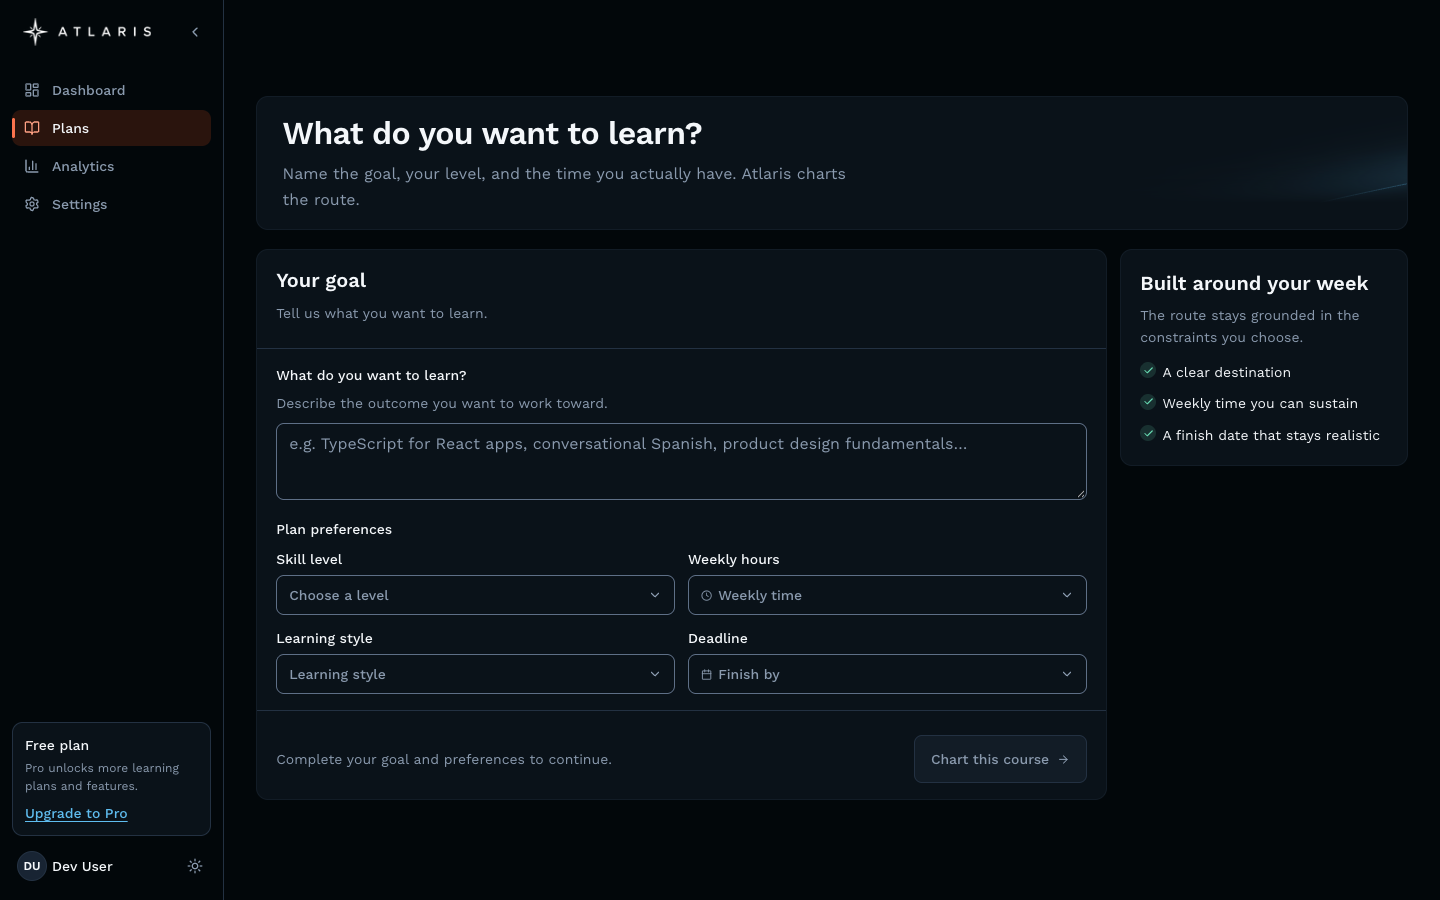 ATLARIS
Dashboard
Plans
Analytics
Settings
Free plan
Pro unlocks more learning
plans and features.
Upgrade to Pro
DU
Dev User
What do you want to learn?
Name the goal, your level, and the time you actually have. Atlaris charts
the route.
Your goal
Tell us what you want to learn.
What do you want to learn?
Describe the outcome you want to work toward.
e.g. TypeScript for React apps, conversational Spanish, product design fundamentals...
Plan preferences
Skill level
Choose a level
Weekly hours
Weekly time
Learning style
Learning style
Deadline
Finish by
Complete your goal and preferences to continue.
Chart this course →
Built around your week
The route stays grounded in the
constraints you choose.
A clear destination
Weekly time you can sustain
A finish date that stays realistic